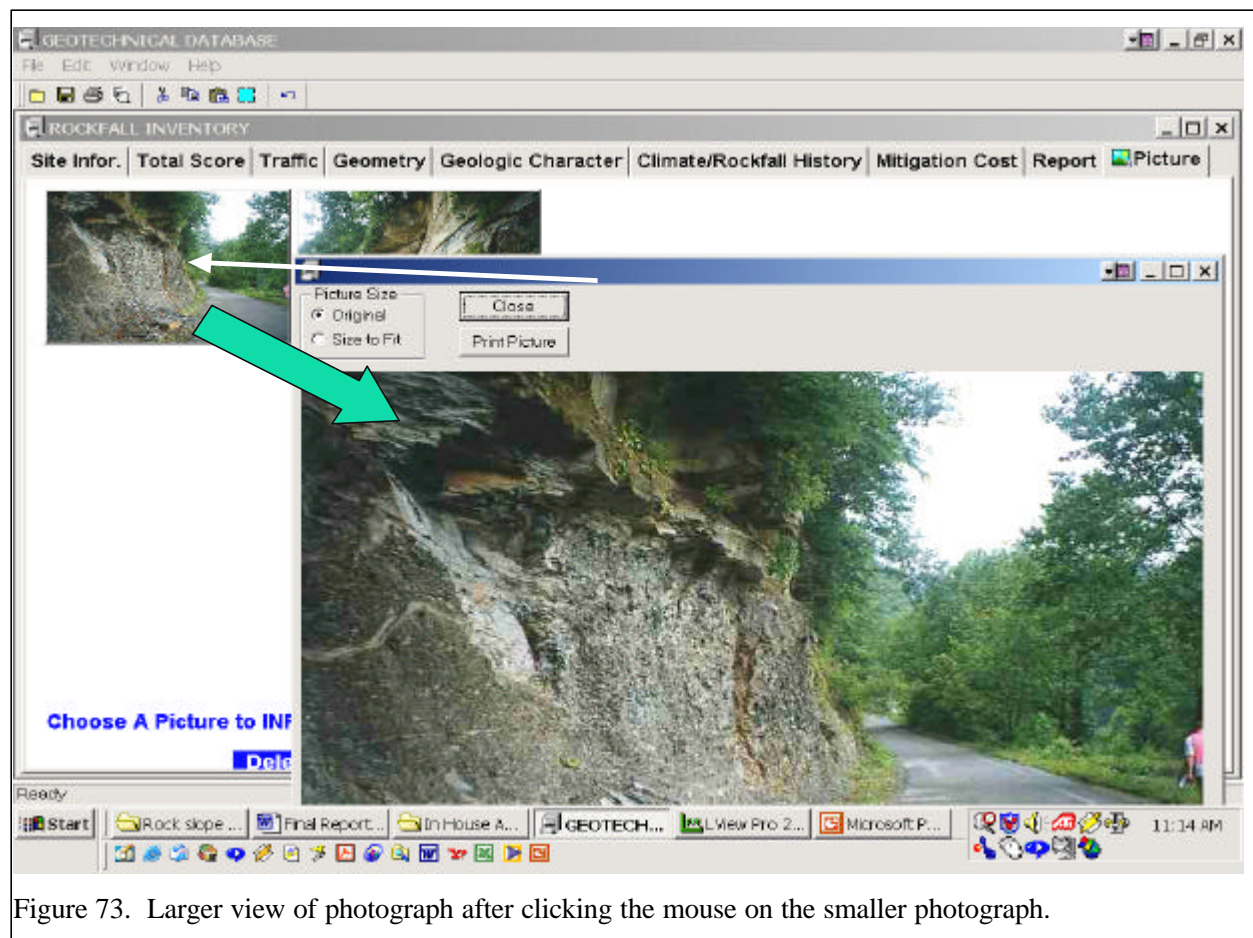 GEOTECHNICAL DATABASE
File Edit Window Help
ROCKFALL INVENTORY
Site Infor. Total Score Traffic Geometry Geologic Character Climate/Rockfall History Mitigation Cost Report Picture
Picture Size
Original
Size to Fit
Close
Print Picture
Choose A Picture to
Ready
Start Rock slope ... Final Report... In House A... GEOTECH... LView Pro 2... Microsoft P... 11:14 AM
Figure 73. Larger view of photograph after clicking the mouse on the smaller photograph.